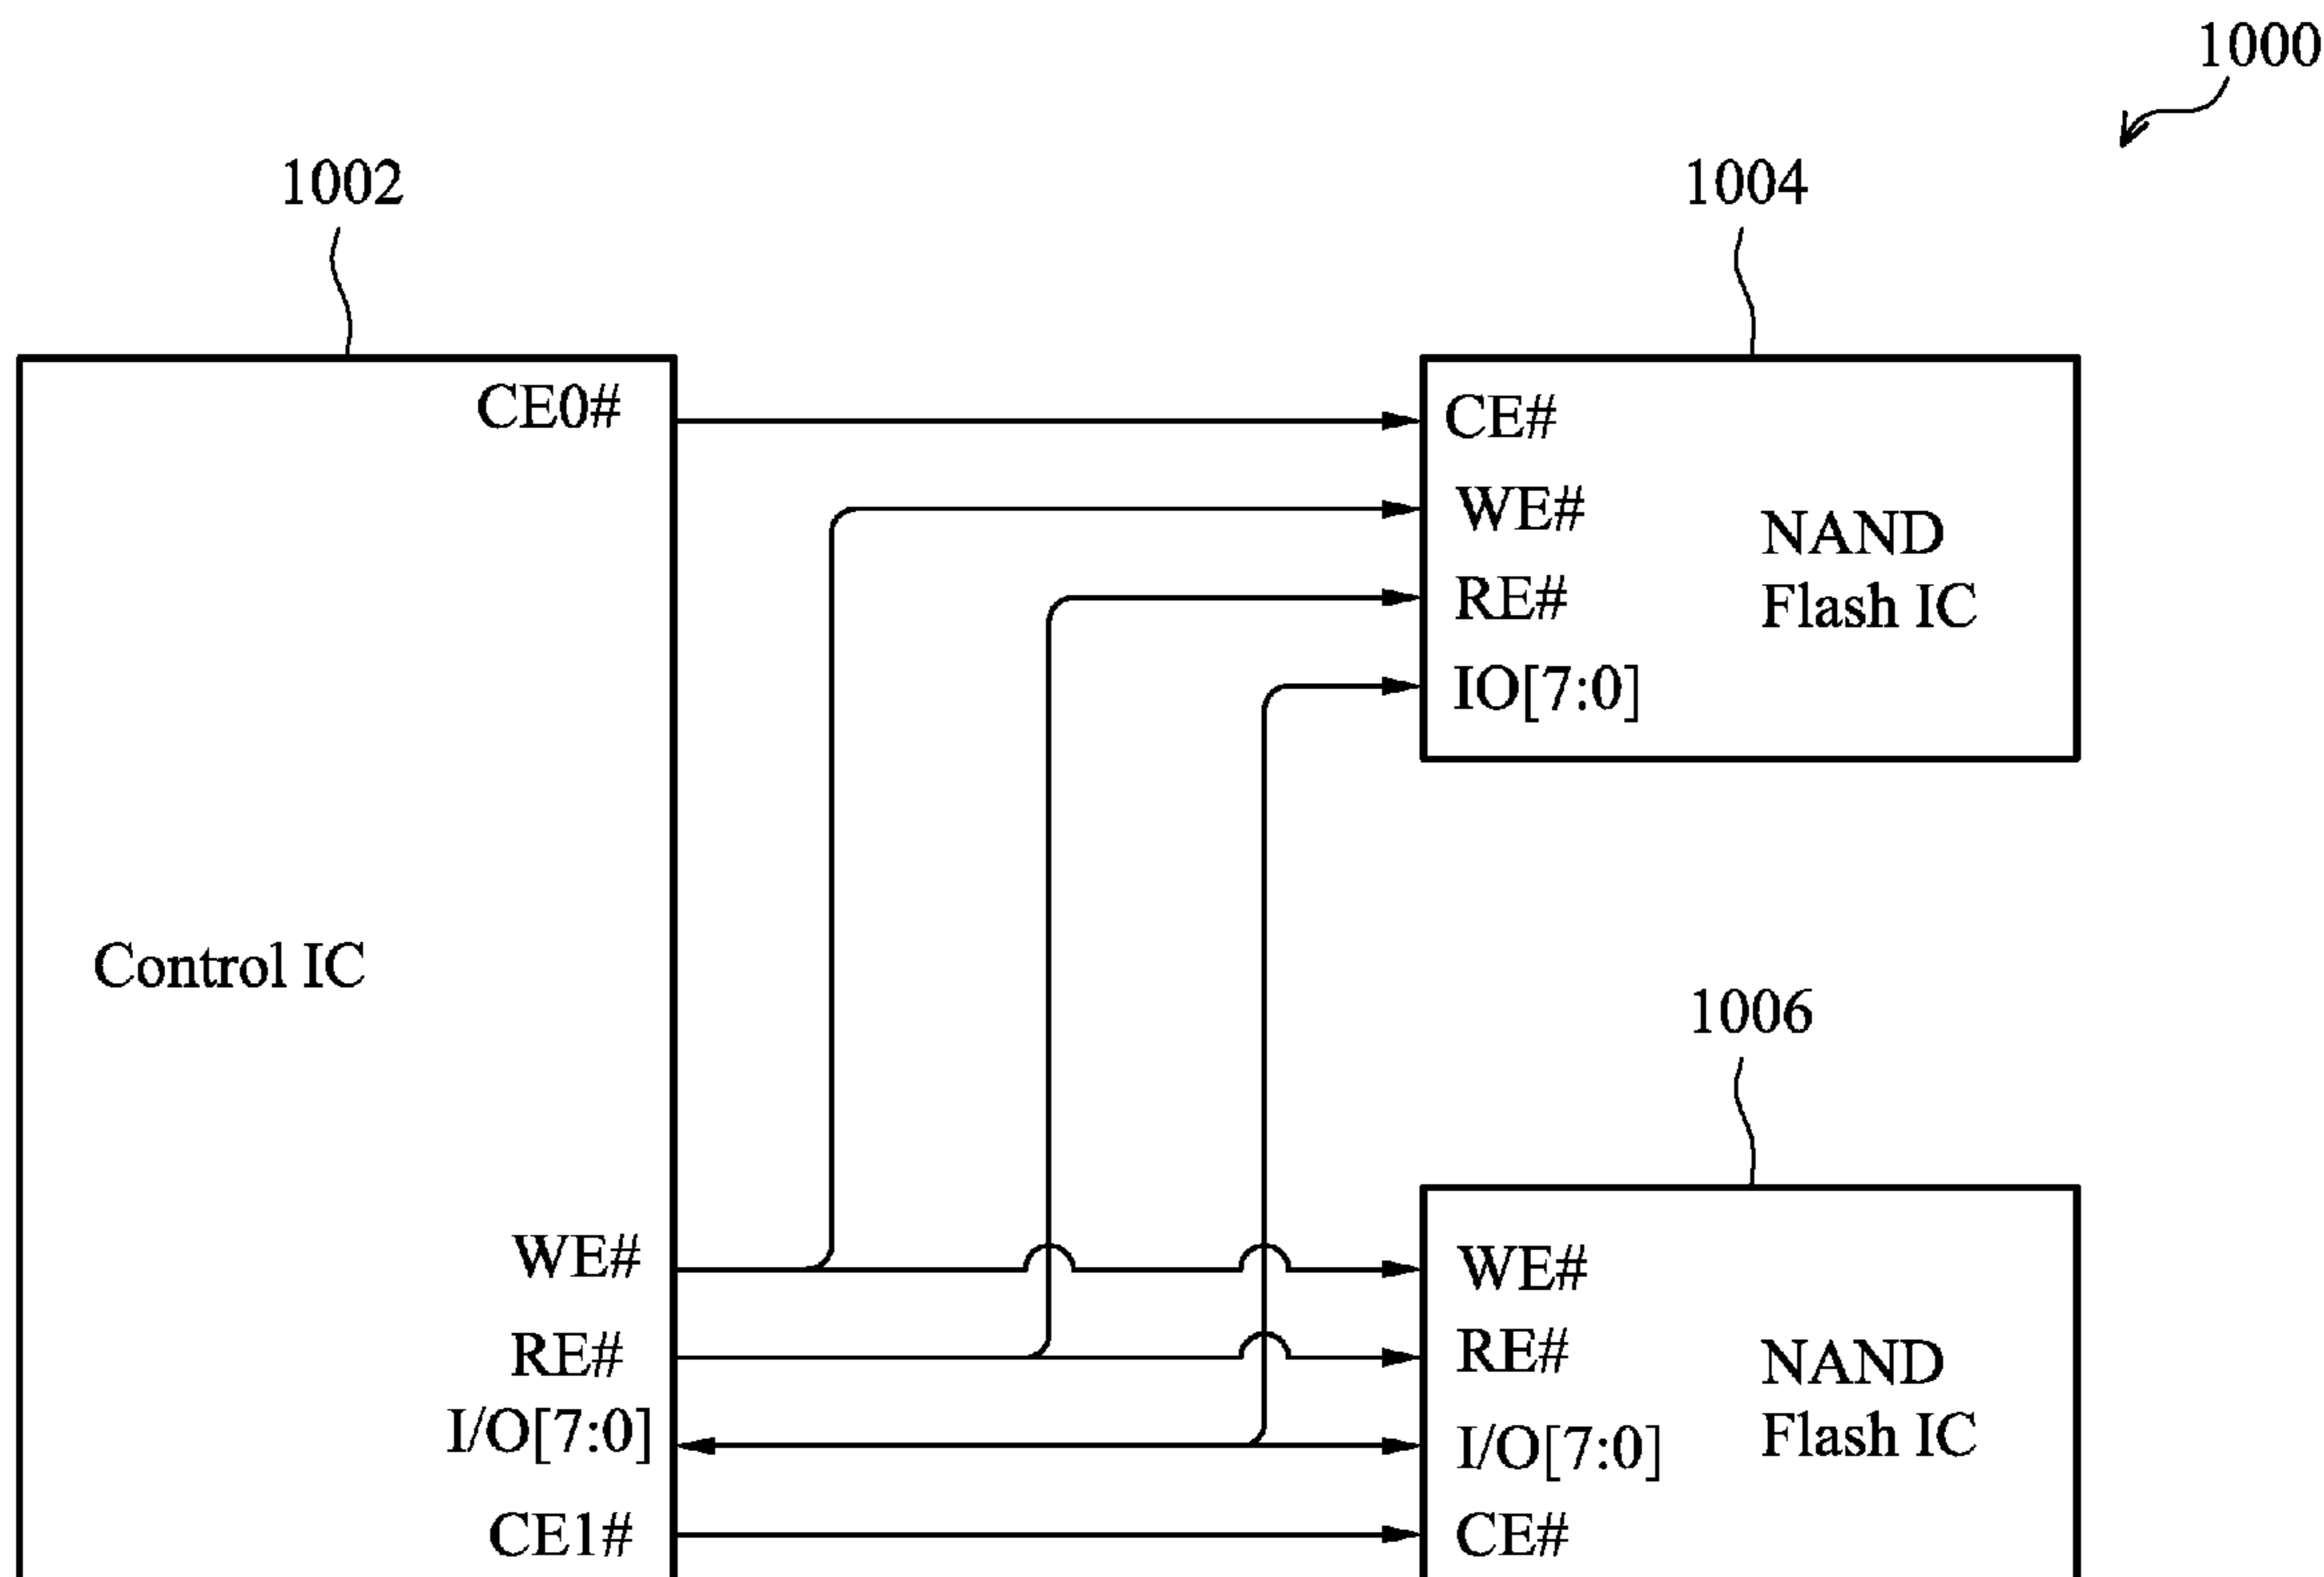 1000
1002
1004
CE0#
CE#
WE#
NAND
RE#
Flash IC
IO[7:0]
Control IC
1006
WE#
WE#
RE#
RE#
NAND
I/O[7:0]
I/O[7:0]
Flash IC
CE1#
CE#